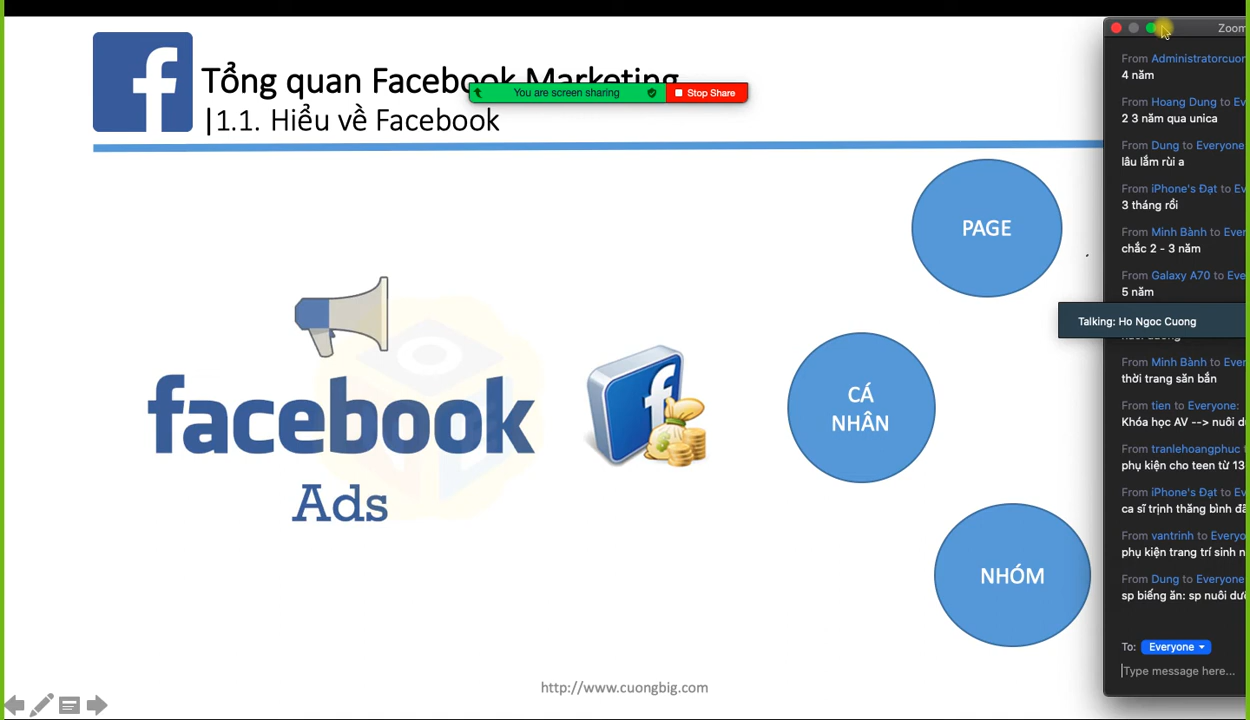 Tổng quan Facebook Marketing
|1.1. Hiểu về Facebook
You are screen sharing
Stop Share
PAGE
CÁ
NHÂN
NHÓM
facebook
Ads
http://www.cuongbig.com
Zoom
From Administratorcuon
4 năm
From Hoang Dung to Ev
2 3 năm qua unica
From Dung to Everyone
lâu lắm rùi a
From iPhone's Đạt to Ev
3 tháng rồi
From Minh Bành to Ever
chắc 2 - 3 năm
From Galaxy A70 to Eve
5 năm
Talking: Ho Ngoc Cuong
From Minh Bành to Ever
thời trang săn bắn
From tien to Everyone:
Khóa học AV --> nuôi d
From tranlehoangphuc t
phụ kiện cho teen từ 13
From iPhone's Đạt to Ev
ca sĩ trịnh thăng bình đã
From vantrinh to Everyo
phụ kiện trang trí sinh n
From Dung to Everyone
sp biếng ăn: sp nuôi dư
To: Everyone
Type message here...